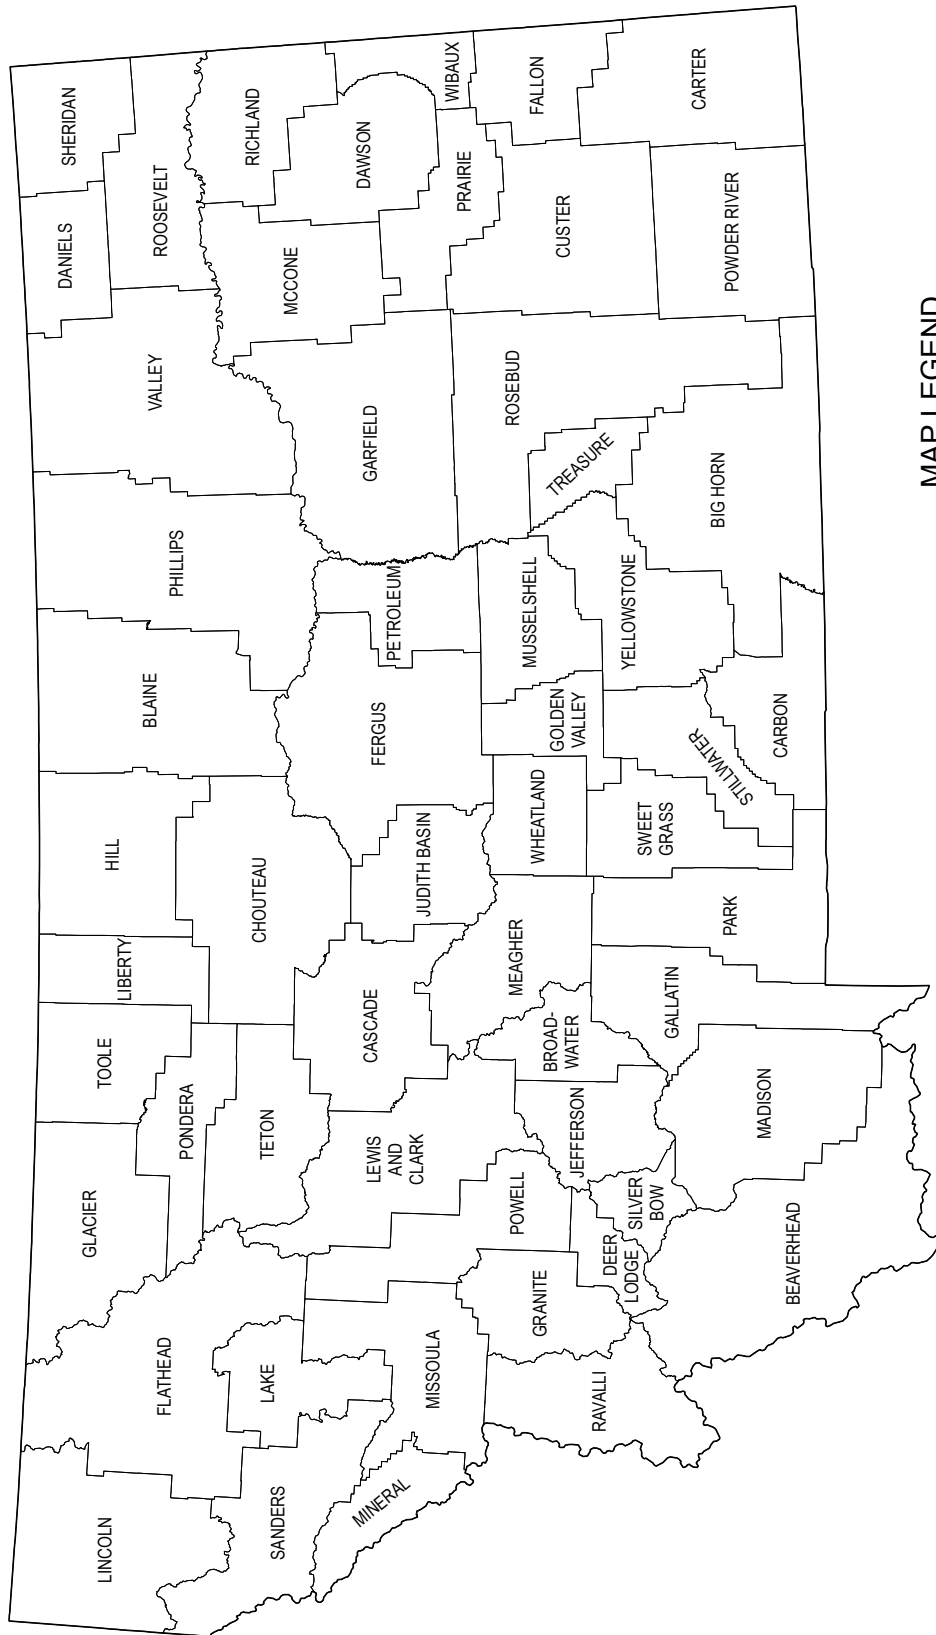 LINCOLN
FLATHEAD
GLACIER
TOOLE
LIBERTY
HILL
BLAINE
PHILLIPS
VALLEY
DANIELS
SHERIDAN
ROOSEVELT
SANDERS
LAKE
PONDERA
TETON
CHOUTEAU
MCCONE
RICHLAND
MINERAL
MISSOULA
LEWIS
AND
CLARK
CASCADE
JUDITH BASIN
FERGUS
PETROLEUM
GARFIELD
DAWSON
PRAIRIE
WIBAUX
RAVALLI
GRANITE
POWELL
DEER
LODGE
SILVER
BOW
JEFFERSON
BROAD-
WATER
MEAGHER
WHEATLAND
GOLDEN
VALLEY
MUSSELSHELL
TREASURE
ROSEBUD
CUSTER
FALLON
BEAVERHEAD
MADISON
GALLATIN
PARK
SWEET
GRASS
STILLWATER
YELLOWSTONE
CARBON
BIG HORN
POWDER RIVER
CARTER
MAP LEGEND